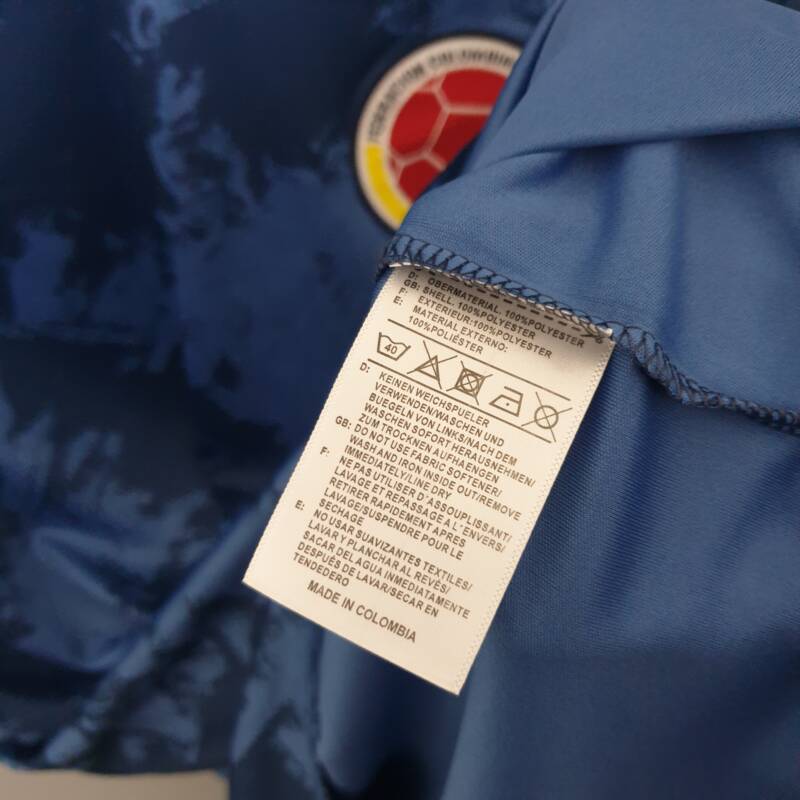 FEDERACION COLOMBIANA
D: OBERMATERIAL. 100%POLYESTER
GB: SHELL. 100%POLYESTER
F: EXTERIEUR:100%POLYESTER
E: MATERIAL EXTERNO:
100%POLIÉSTER
40
D: KEINEN WEICHSPUELER
VERWENDEN/WASCHEN UND
BUEGELN VON LINKS/NACH DEM
WASCHEN SOFORT HERAUSNEHMEN/
ZUM TROCKNEN AUFHAENGEN
GB: DO NOT USE FABRIC SOFTENER/
WASH AND IRON INSIDE OUT/REMOVE
IMMEDIATELY/LINE DRY
F: NE PAS UTILISER D'ASSOUPLISSANT/
LAVAGE ET REPASSAGE A L'ENVERS/
RETIRER RAPIDEMENT APRES
LAVAGE/SUSPENDRE POUR LE
SECHAGE
E: NO USAR SUAVIZANTES TEXTILES/
LAVAR Y PLANCHAR AL REVÉS/
SACAR DEL AGUA INMEDIATAMENTE
DESPUÉS DE LAVAR/SECAR EN
TENDEDERO
MADE IN COLOMBIA